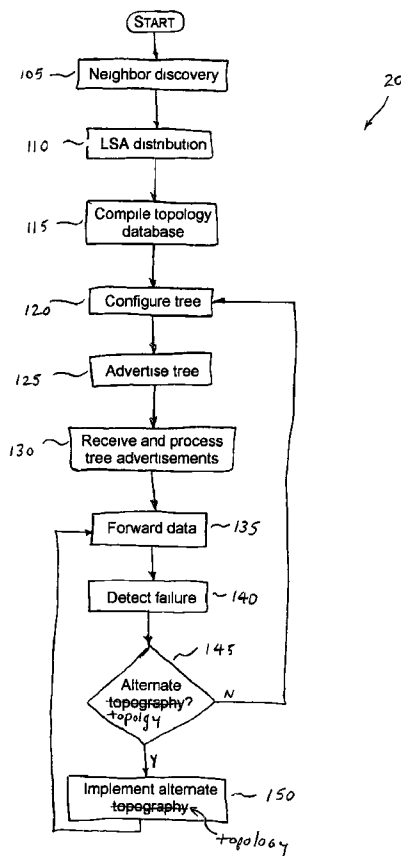 START
105
Neighbor discovery
20
110
LSA distribution
115
Compile topology
database
120
Configure tree
125
Advertise tree
130
Receive and process
tree advertisements
Forward data
135
Detect failure
140
145
Alternate
topography?
topolgy
N
Y
Implement alternate
topography
150
topology